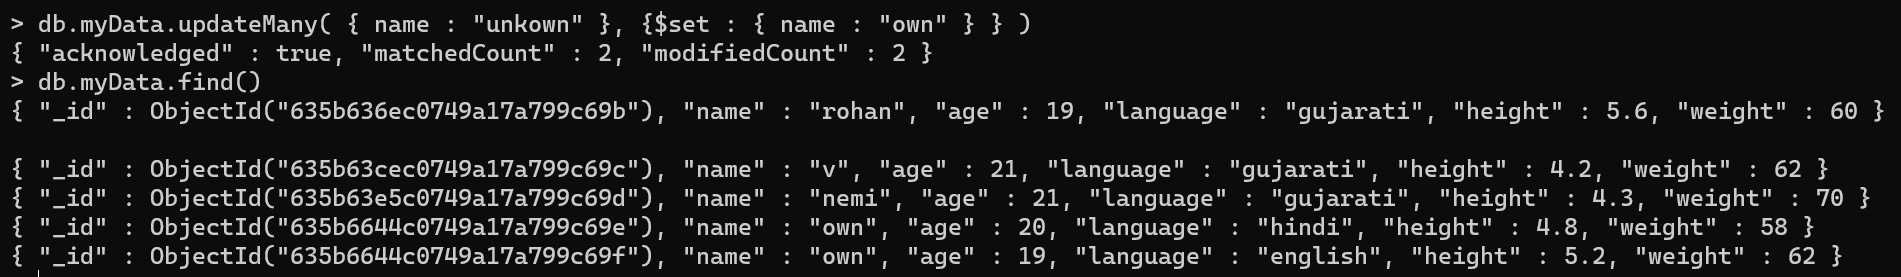 > db.myData.updateMany( { name : "unkown" }, {$set : { name : "own" } } )
{ "acknowledged" : true, "matchedCount" : 2, "modifiedCount" : 2 }
> db.myData.find()
{ "_id" : ObjectId("635b636ec0749a17a799c69b"), "name" : "rohan", "age" : 19, "language" : "gujarati", "height" : 5.6, "weight" : 60 }
{ "_id" : ObjectId("635b63cec0749a17a799c69c"), "name" : "v", "age" : 21, "language" : "gujarati", "height" : 4.2, "weight" : 62 }
{ "_id" : ObjectId("635b63e5c0749a17a799c69d"), "name" : "nemi", "age" : 21, "language" : "gujarati", "height" : 4.3, "weight" : 70 }
{ "_id" : ObjectId("635b6644c0749a17a799c69e"), "name" : "own", "age" : 20, "language" : "hindi", "height" : 4.8, "weight" : 58 }
{ "_id" : ObjectId("635b6644c0749a17a799c69f"), "name" : "own", "age" : 19, "language" : "english", "height" : 5.2, "weight" : 62 }